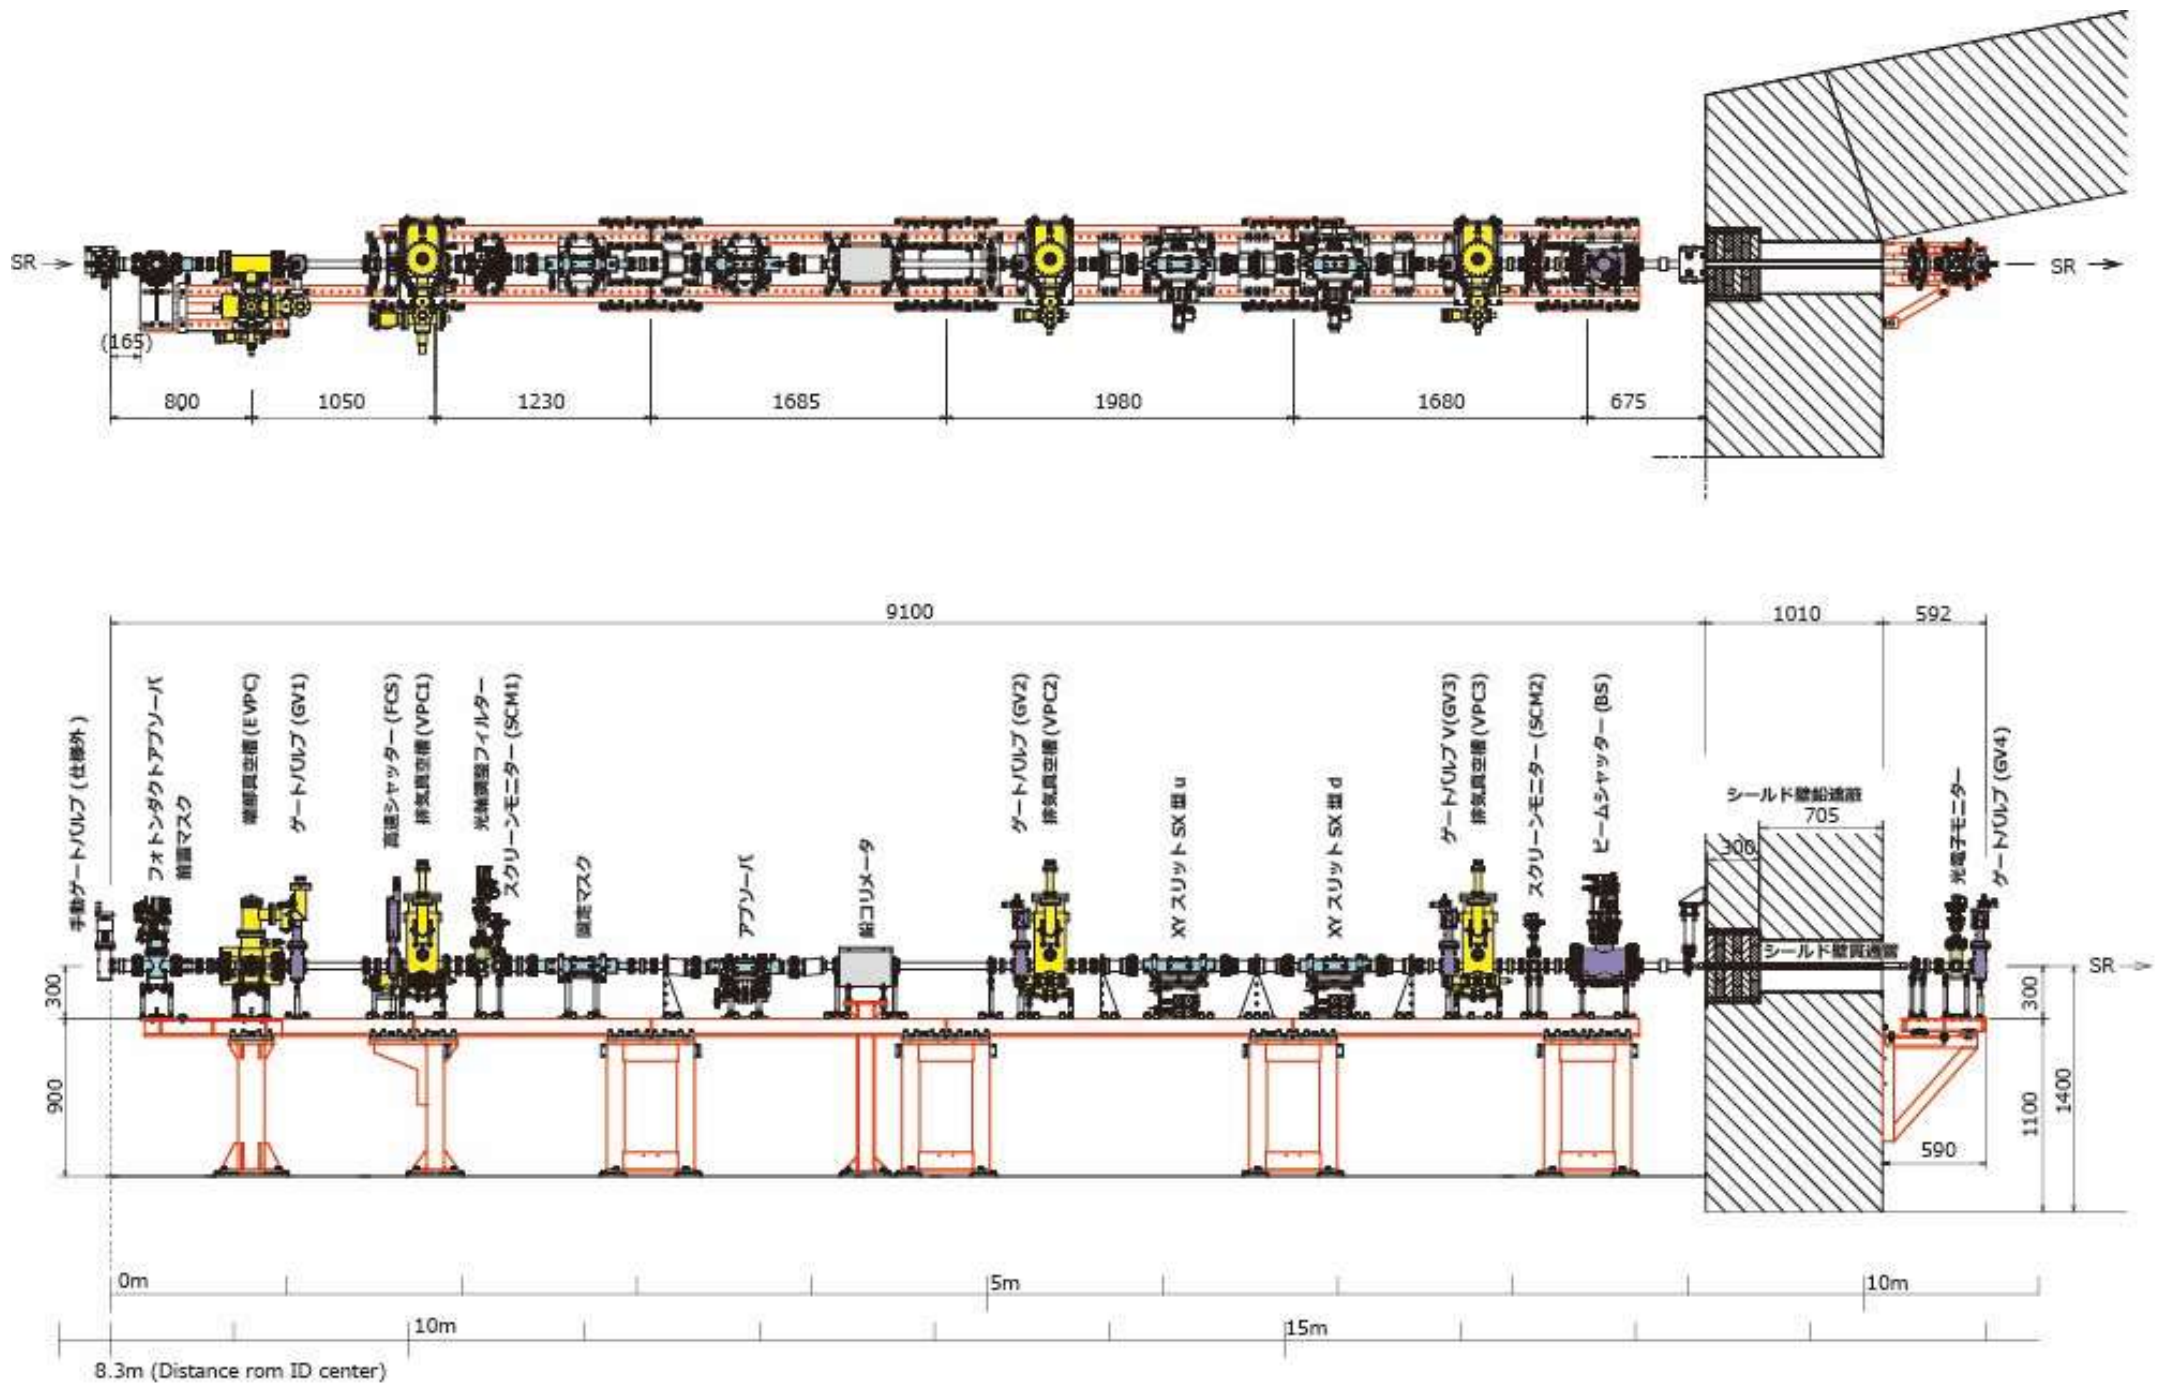 SR
SR
(165)
800
1050
1230
1685
1980
1680
675
9100
1010
592
手動ゲートバルブ ( 仕様外 )
フォトンダクトアブソーバ
前置マスク
端部真空槽 (EVPC)
ゲートバルブ (GV1)
高速シャッター (FCS)
排気真空槽 (VPC1)
光軸調整フィルター
スクリーンモニター (SCM1)
固定マスク
アブソーバ
鉛コリメータ
ゲートバルブ (GV2)
排気真空槽 (VPC2)
XY スリット SX 型 u
XY スリット SX 型 d
ゲートバルブ V(GV3)
排気真空槽 (VPC3)
スクリーンモニター (SCM2)
ビームシャッター (BS)
シールド壁鉛遮蔽
705
300
シールド壁貫通管
光電子モニター
ゲートバルブ (GV4)
SR
300
900
300
1100
1400
590
0m
5m
10m
10m
15m
8.3m (Distance rom ID center)